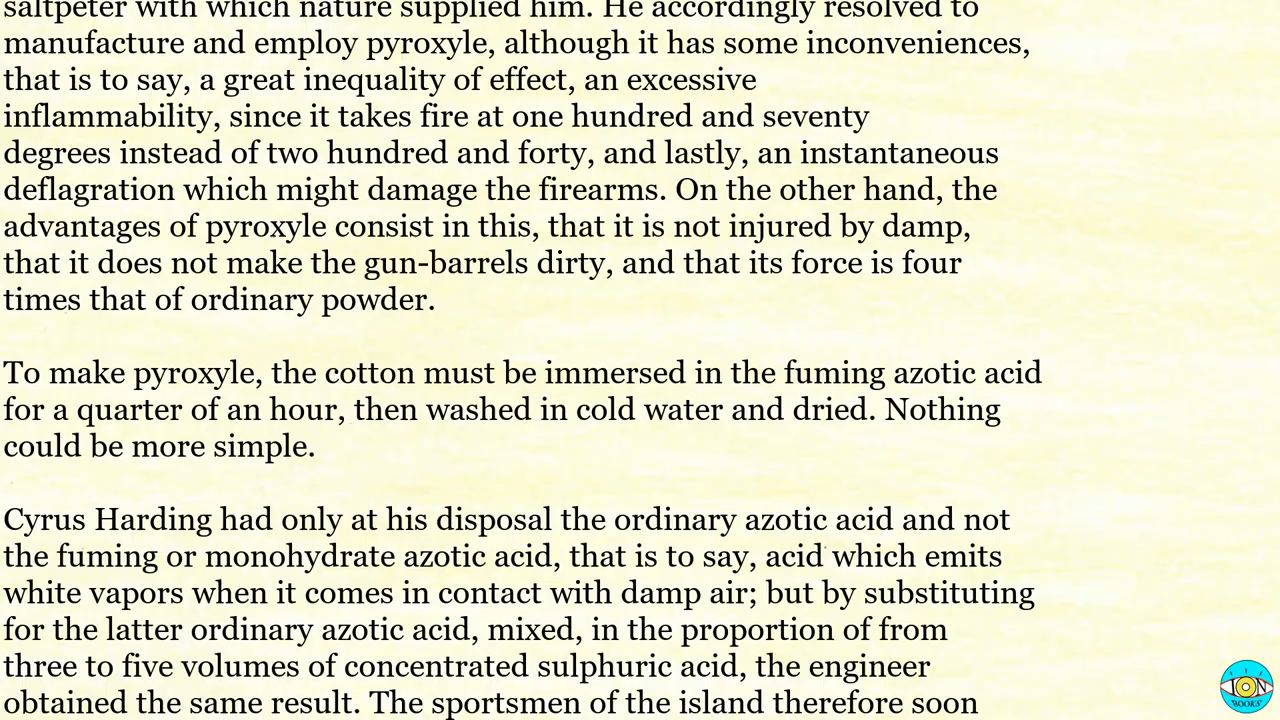 saltpeter with which nature supplied him. He accordingly resolved to
manufacture and employ pyroxyle, although it has some inconveniences,
that is to say, a great inequality of effect, an excessive
inflammability, since it takes fire at one hundred and seventy
degrees instead of two hundred and forty, and lastly, an instantaneous
deflagration which might damage the firearms. On the other hand, the
advantages of pyroxyle consist in this, that it is not injured by damp,
that it does not make the gun-barrels dirty, and that its force is four
times that of ordinary powder.
To make pyroxyle, the cotton must be immersed in the fuming azotic acid
for a quarter of an hour, then washed in cold water and dried. Nothing
could be more simple.
Cyrus Harding had only at his disposal the ordinary azotic acid and not
the fuming or monohydrate azotic acid, that is to say, acid which emits
white vapors when it comes in contact with damp air; but by substituting
for the latter ordinary azotic acid, mixed, in the proportion of from
three to five volumes of concentrated sulphuric acid, the engineer
obtained the same result. The sportsmen of the island therefore soon
ION
BOOKS